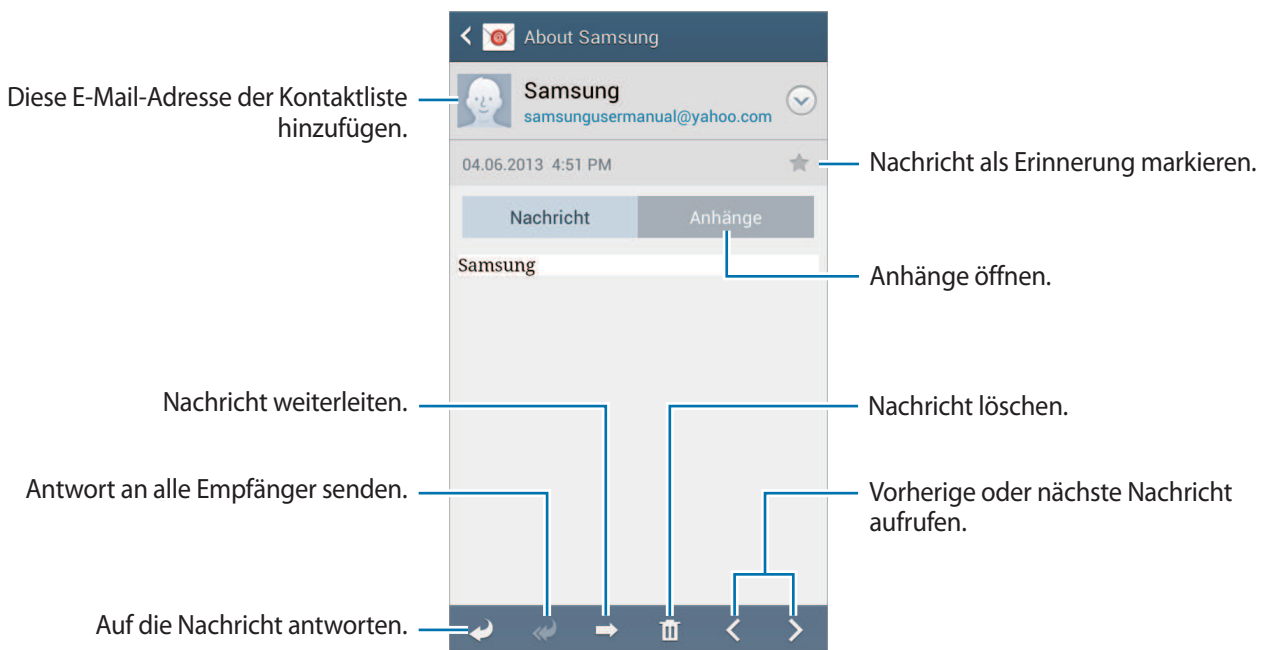 About Samsung
Diese E-Mail-Adresse der Kontaktliste
hinzufügen.
Samsung
samsungusermanual@yahoo.com
04.06.2013 4:51 PM
Nachricht als Erinnerung markieren.
Nachricht
Anhänge
Samsung
Anhänge öffnen.
Nachricht weiterleiten.
Nachricht löschen.
Antwort an alle Empfänger senden.
Vorherige oder nächste Nachricht
aufrufen.
Auf die Nachricht antworten.